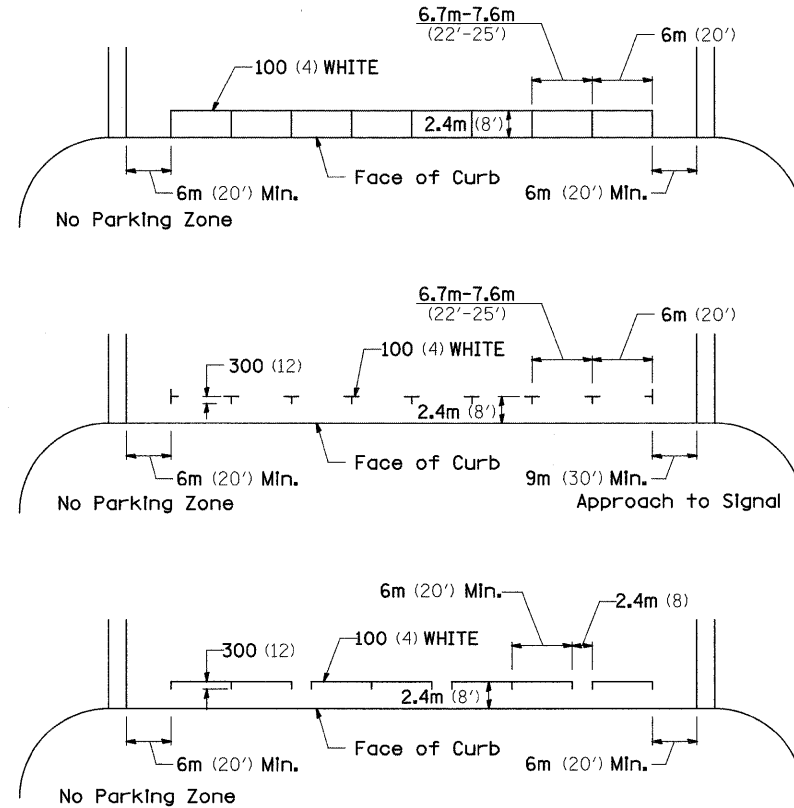 6.7m-7.6m
(22'-25')
6m (20')
100 (4) WHITE
2.4m (8')
Face of Curb
6m (20') Min.
6m (20') Min.
No Parking Zone
6.7m-7.6m
(22'-25')
6m (20')
300 (12)
100 (4) WHITE
2.4m (8')
Face of Curb
6m (20') Min.
9m (30') Min.
No Parking Zone
Approach to Signal
6m (20') Min.
2.4m (8)
300 (12)
100 (4) WHITE
2.4m (8')
Face of Curb
6m (20') Min.
6m (20') Min.
No Parking Zone